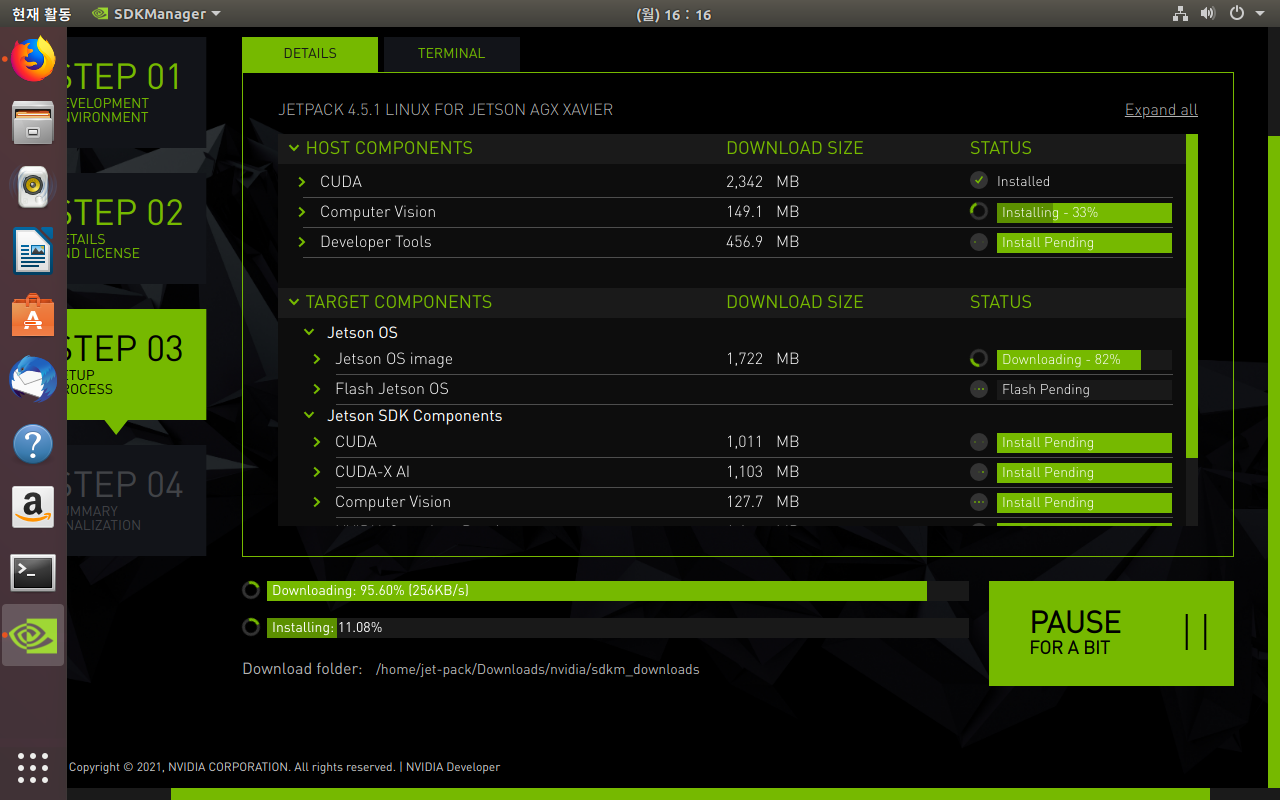 현재 활동
SDKManager
(월) 16 : 16
TEP 01
EVELOPMENT
NVIRONMENT
TEP 02
ETAILS
ND LICENSE
STEP 03
ETUP
ROCESS
STEP 04
UMMARY
NALIZATION
DETAILS
TERMINAL
JETPACK 4.5.1 LINUX FOR JETSON AGX XAVIER
Expand all
HOST COMPONENTS DOWNLOAD SIZE STATUS
CUDA 2,342 MB Installed
Computer Vision 149.1 MB Installing - 33%
Developer Tools 456.9 MB Install Pending
TARGET COMPONENTS DOWNLOAD SIZE STATUS
Jetson OS
Jetson OS image 1,722 MB Downloading - 82%
Flash Jetson OS Flash Pending
Jetson SDK Components
CUDA 1,011 MB Install Pending
CUDA-X AI 1,103 MB Install Pending
Computer Vision 127.7 MB Install Pending
Downloading: 95.60% (256KB/s)
Installing: 11.08%
PAUSE
FOR A BIT
Download folder: /home/jet-pack/Downloads/nvidia/sdkm_downloads
Copyright © 2021, NVIDIA CORPORATION. All rights reserved. | NVIDIA Developer